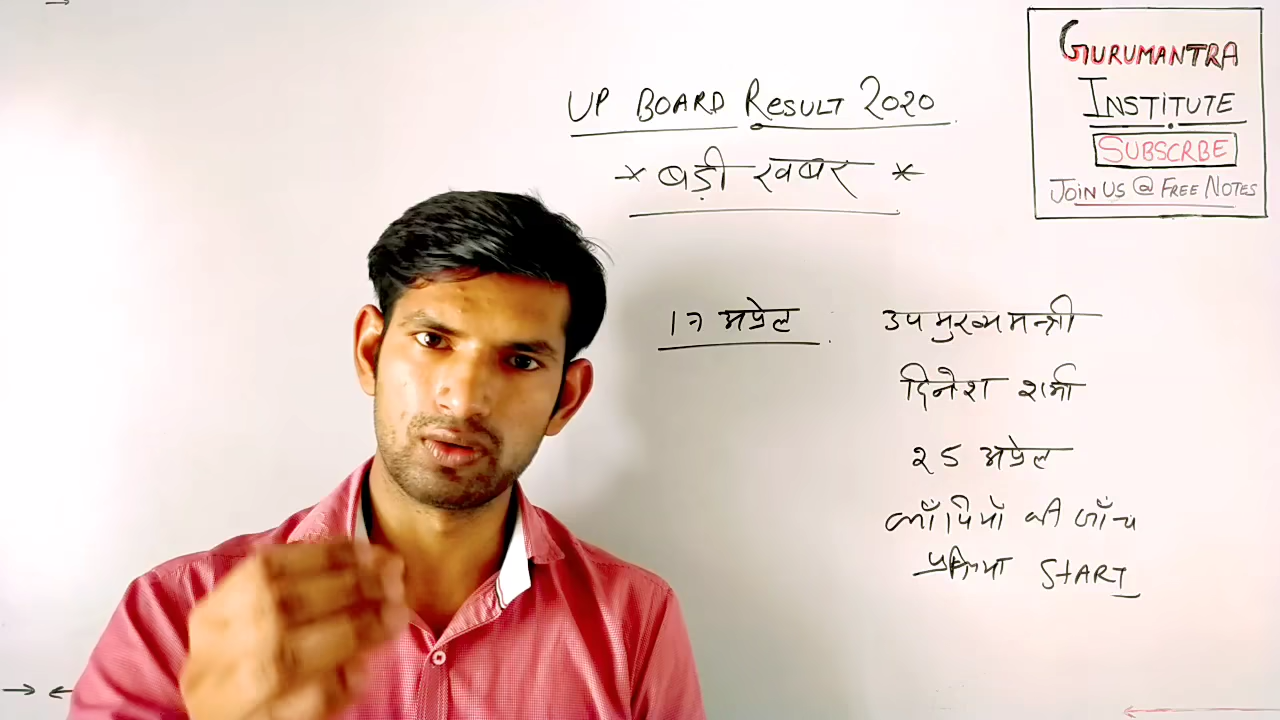 UP BOARD RESULT 2020
* बड़ी खबर *
GURUMANTRA
INSTITUTE
SUBSCRBE
JOIN US @ FREE NOTES
17 अप्रेल
उपमुख्यमन्त्री
दिनेश शर्मा
२५ अप्रेल
कॉपियों की जाँच
प्रक्रिया START